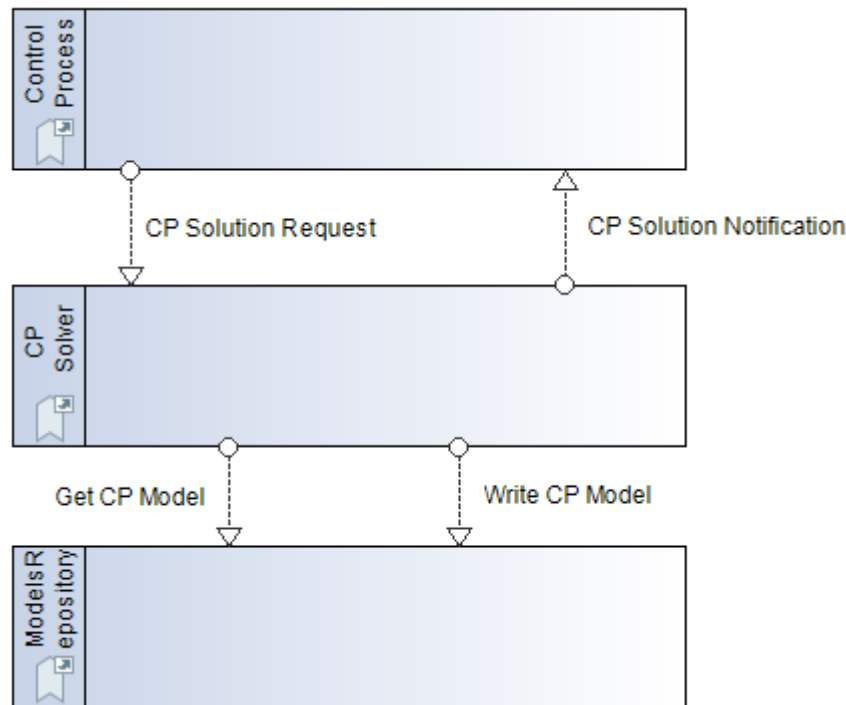 Control
Process
CP Solution Request
CP Solution Notification
CP
Solver
Get CP Model
Write CP Model
ModelsR
epository